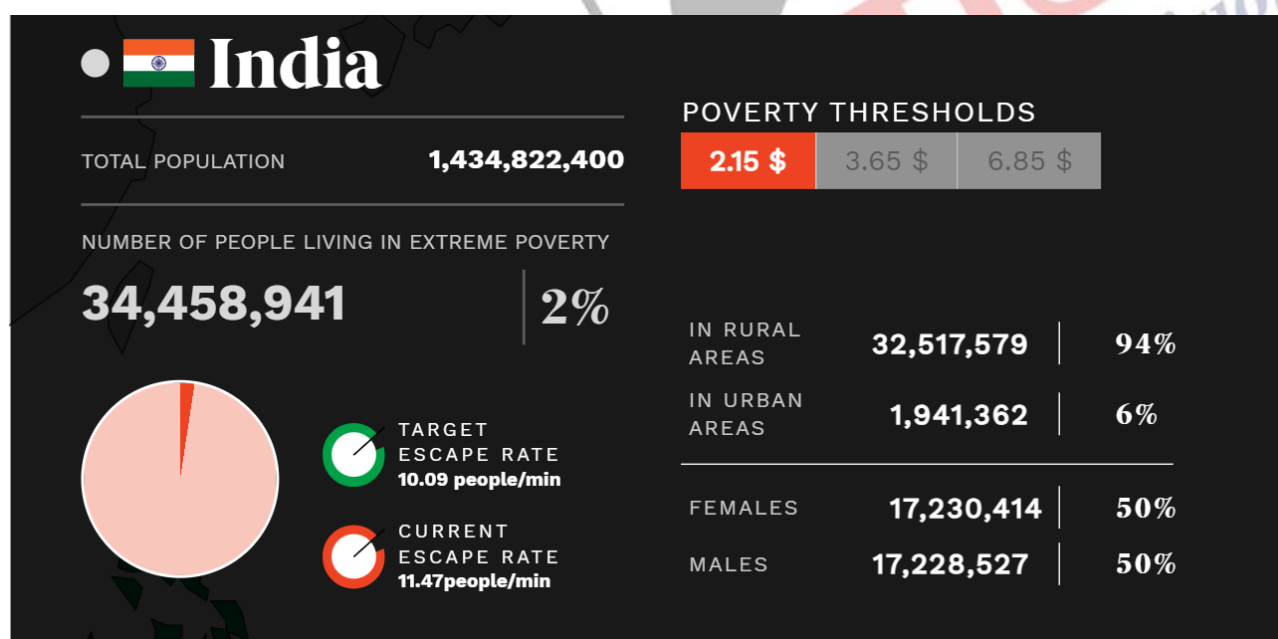 India
TOTAL POPULATION 1,434,822,400
NUMBER OF PEOPLE LIVING IN EXTREME POVERTY
34,458,941 2%
TARGET
ESCAPE RATE
10.09 people/min
CURRENT
ESCAPE RATE
11.47people/min
POVERTY THRESHOLDS
2.15 $ 3.65 $ 6.85 $
IN RURAL
AREAS 32,517,579 94%
IN URBAN
AREAS 1,941,362 6%
FEMALES 17,230,414 50%
MALES 17,228,527 50%